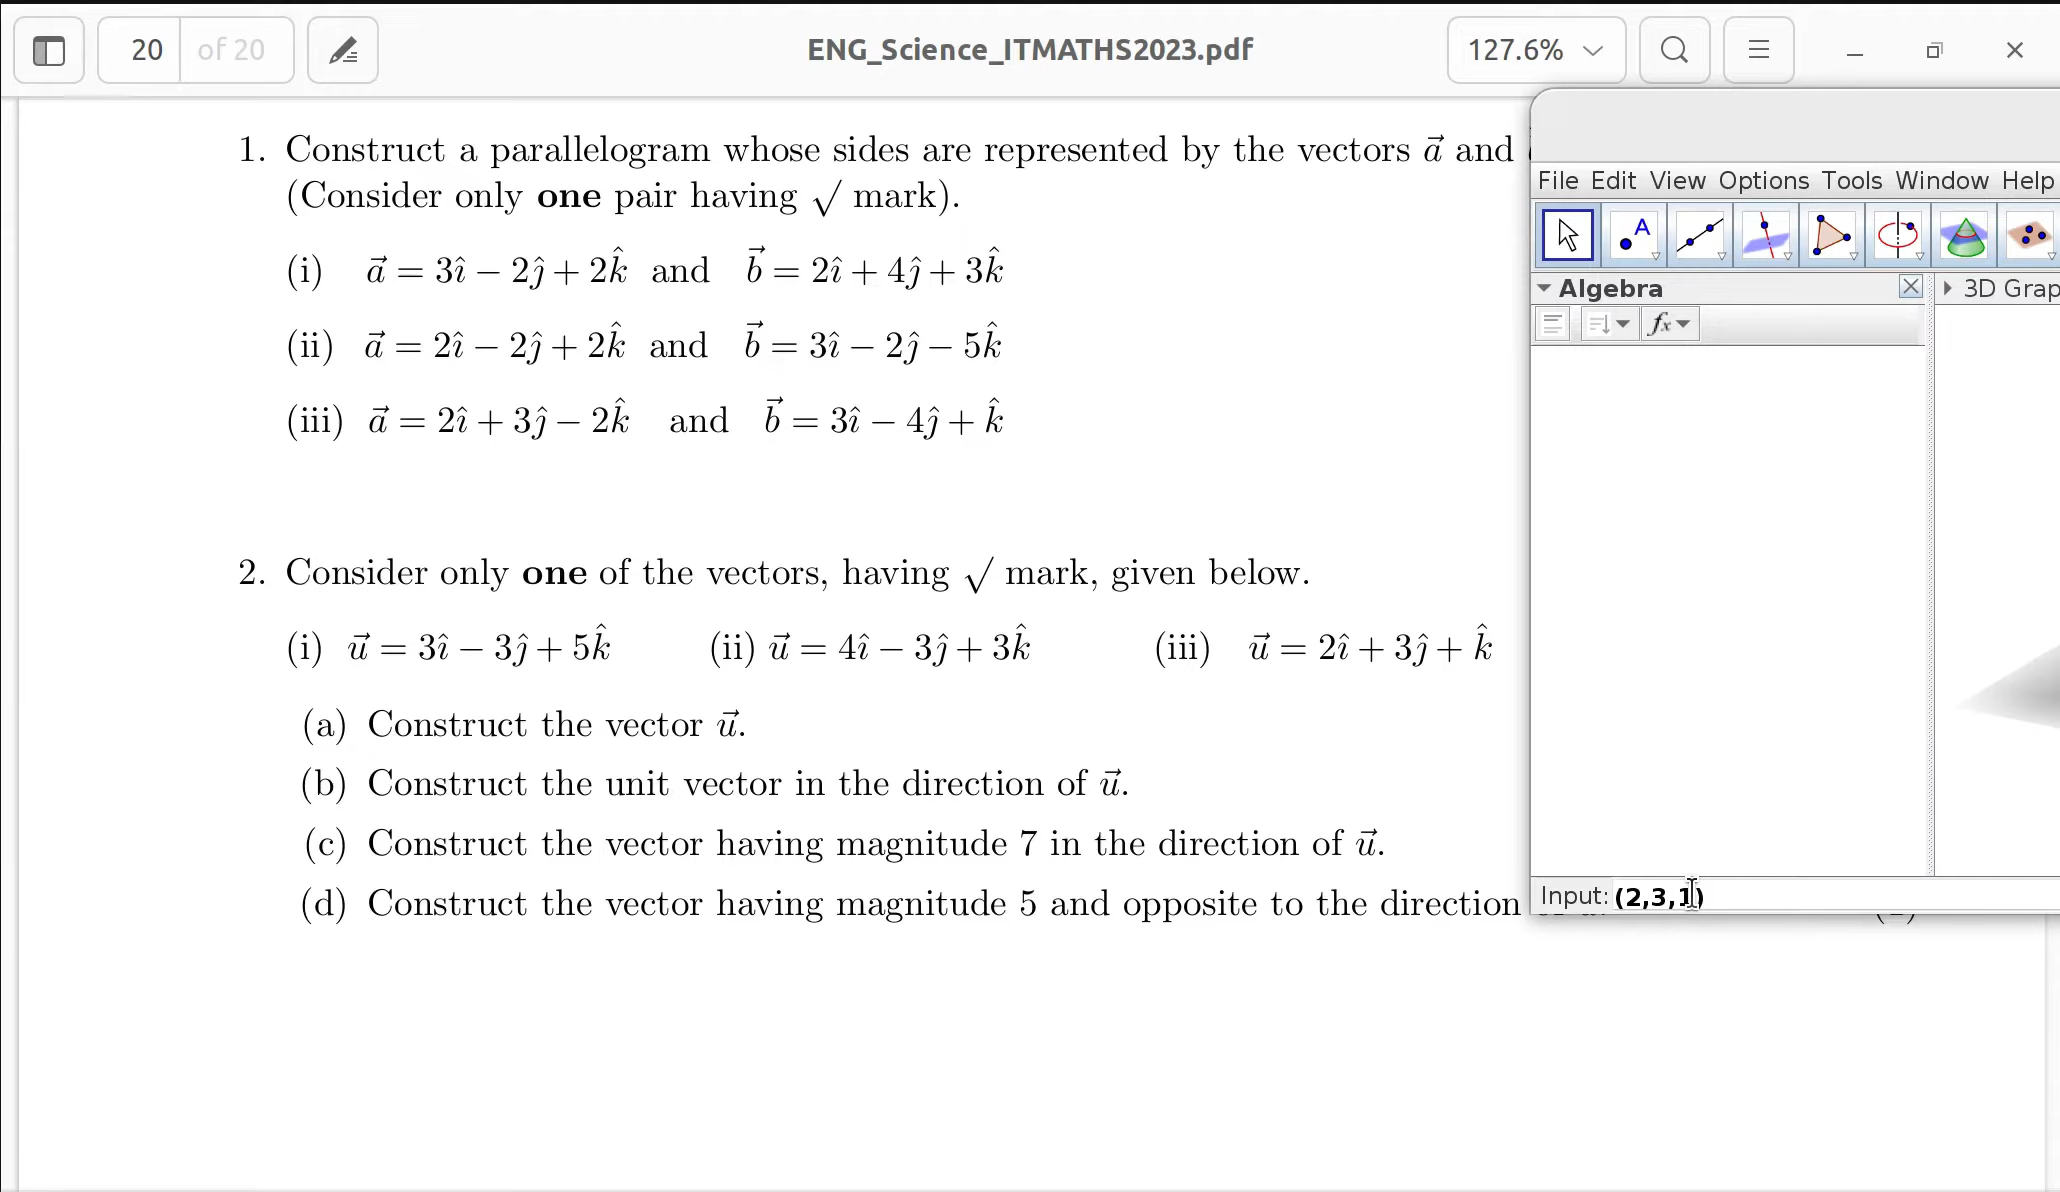 20 of 20
ENG_Science_ITMATHS2023.pdf
127.6%
1. Construct a parallelogram whose sides are represented by the vectors a⃗ and
(Consider only one pair having √ mark).
(i) a⃗ = 3î − 2ĵ + 2k̂ and b⃗ = 2î + 4ĵ + 3k̂
(ii) a⃗ = 2î − 2ĵ + 2k̂ and b⃗ = 3î − 2ĵ − 5k̂
(iii) a⃗ = 2î + 3ĵ − 2k̂ and b⃗ = 3î − 4ĵ + k̂
2. Consider only one of the vectors, having √ mark, given below.
(i) u⃗ = 3î − 3ĵ + 5k̂ (ii) u⃗ = 4î − 3ĵ + 3k̂ (iii) u⃗ = 2î + 3ĵ + k̂
(a) Construct the vector u⃗.
(b) Construct the unit vector in the direction of u⃗.
(c) Construct the vector having magnitude 7 in the direction of u⃗.
(d) Construct the vector having magnitude 5 and opposite to the direction
File Edit View Options Tools Window Help
A
Algebra
3D Grap
fx
Input: (2,3,1)